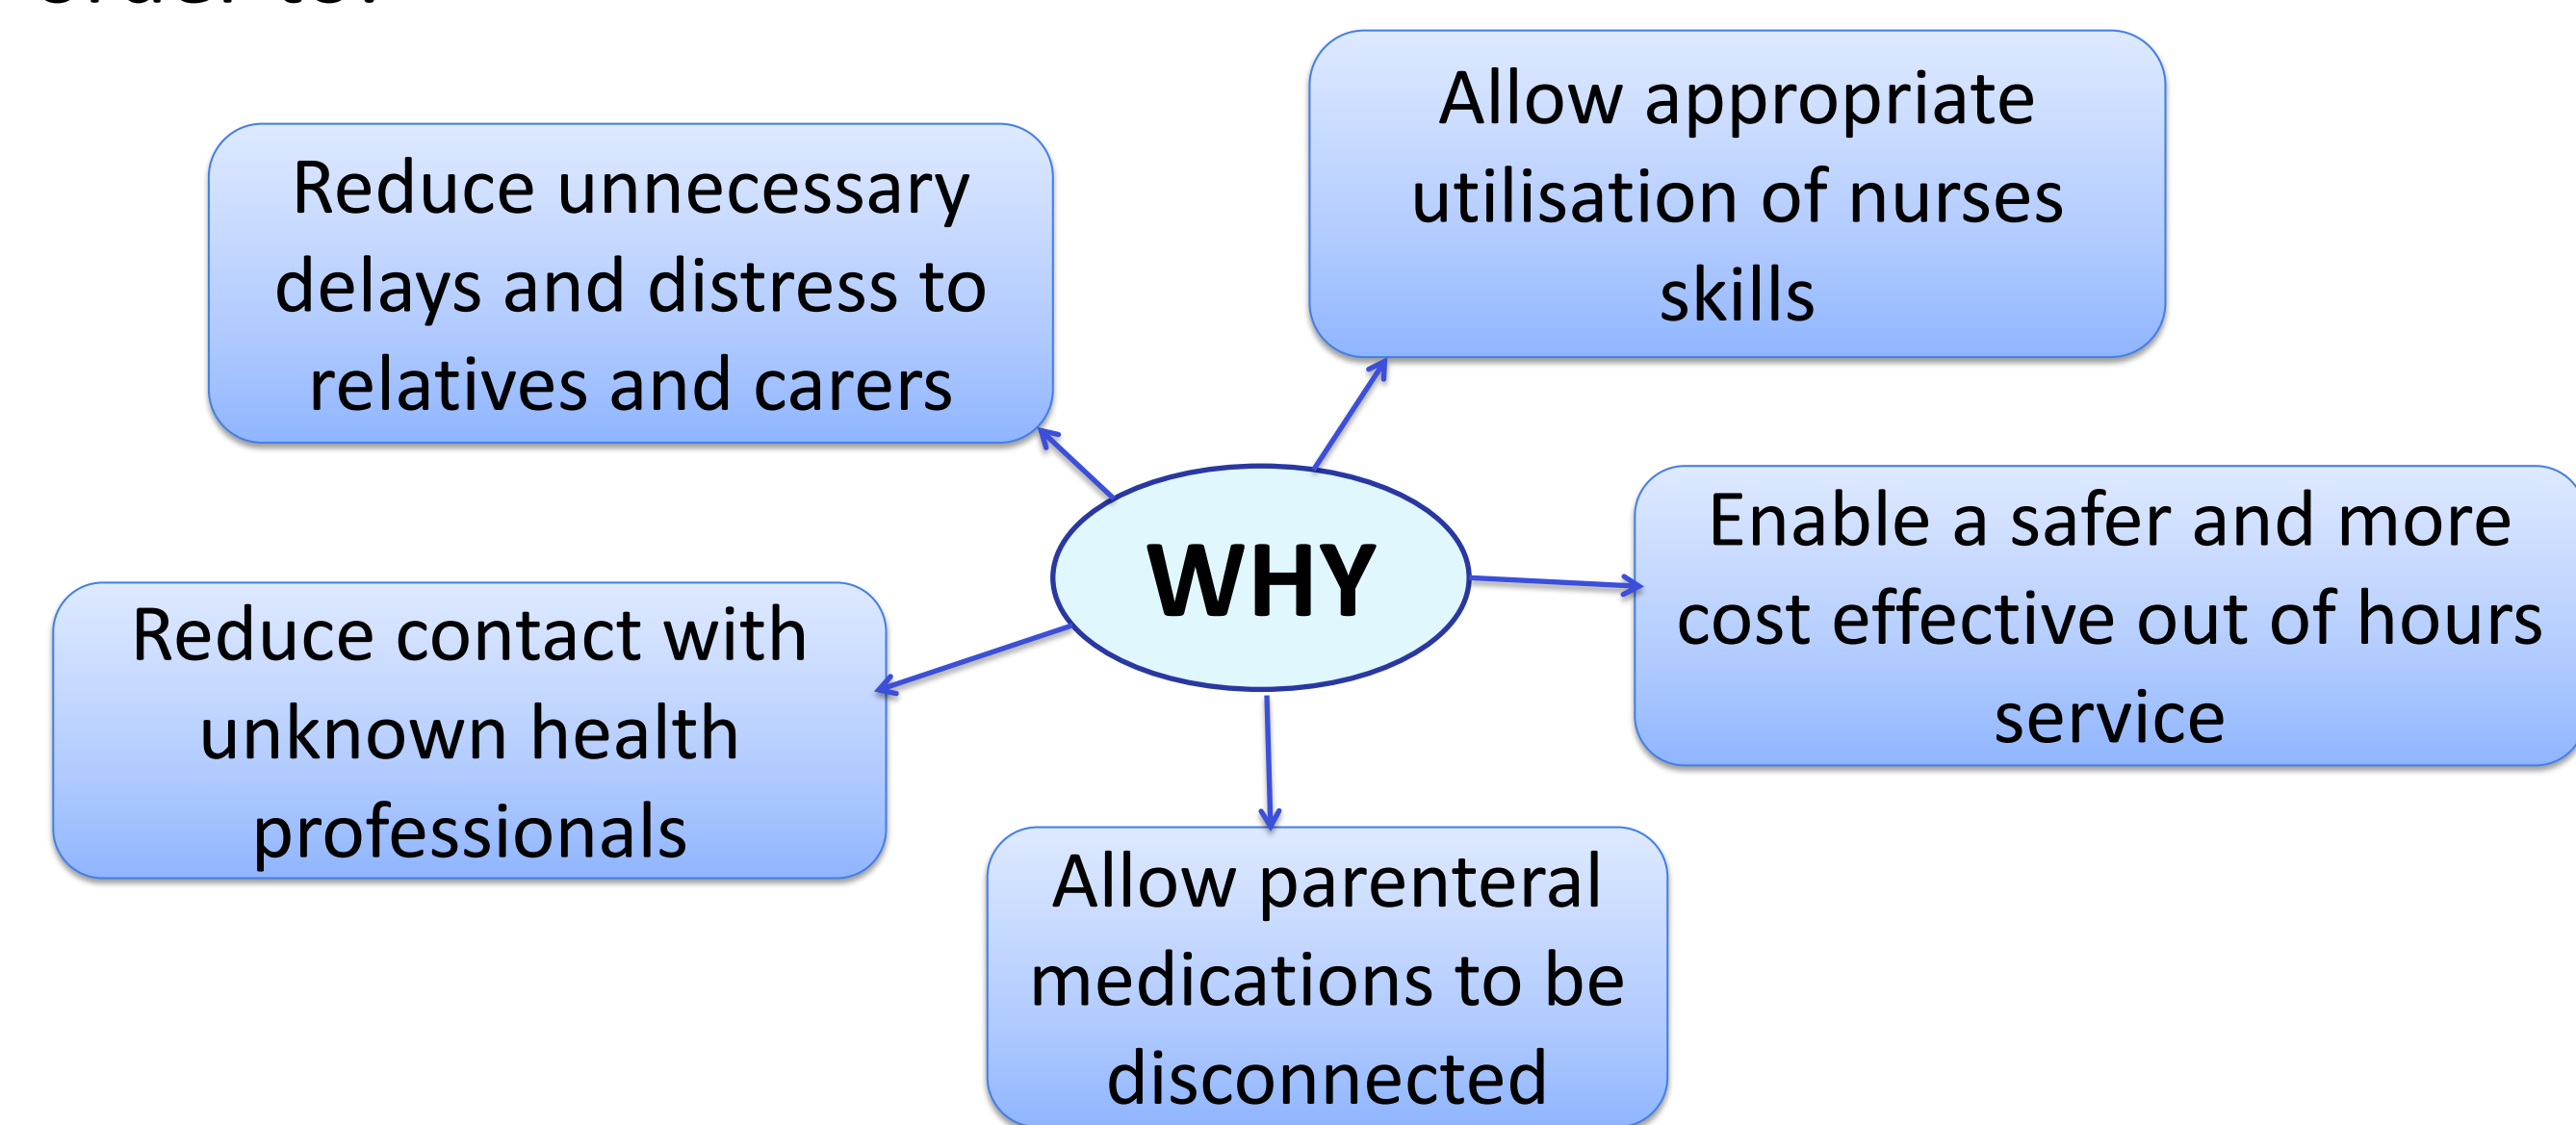 order to:
Allow appropriate
utilisation of nurses
skills
Reduce unnecessary
delays and distress to
relatives and carers
WHY
Enable a safer and more
cost effective out of hours
service
Reduce contact with
unknown health
professionals
Allow parenteral
medications to be
disconnected